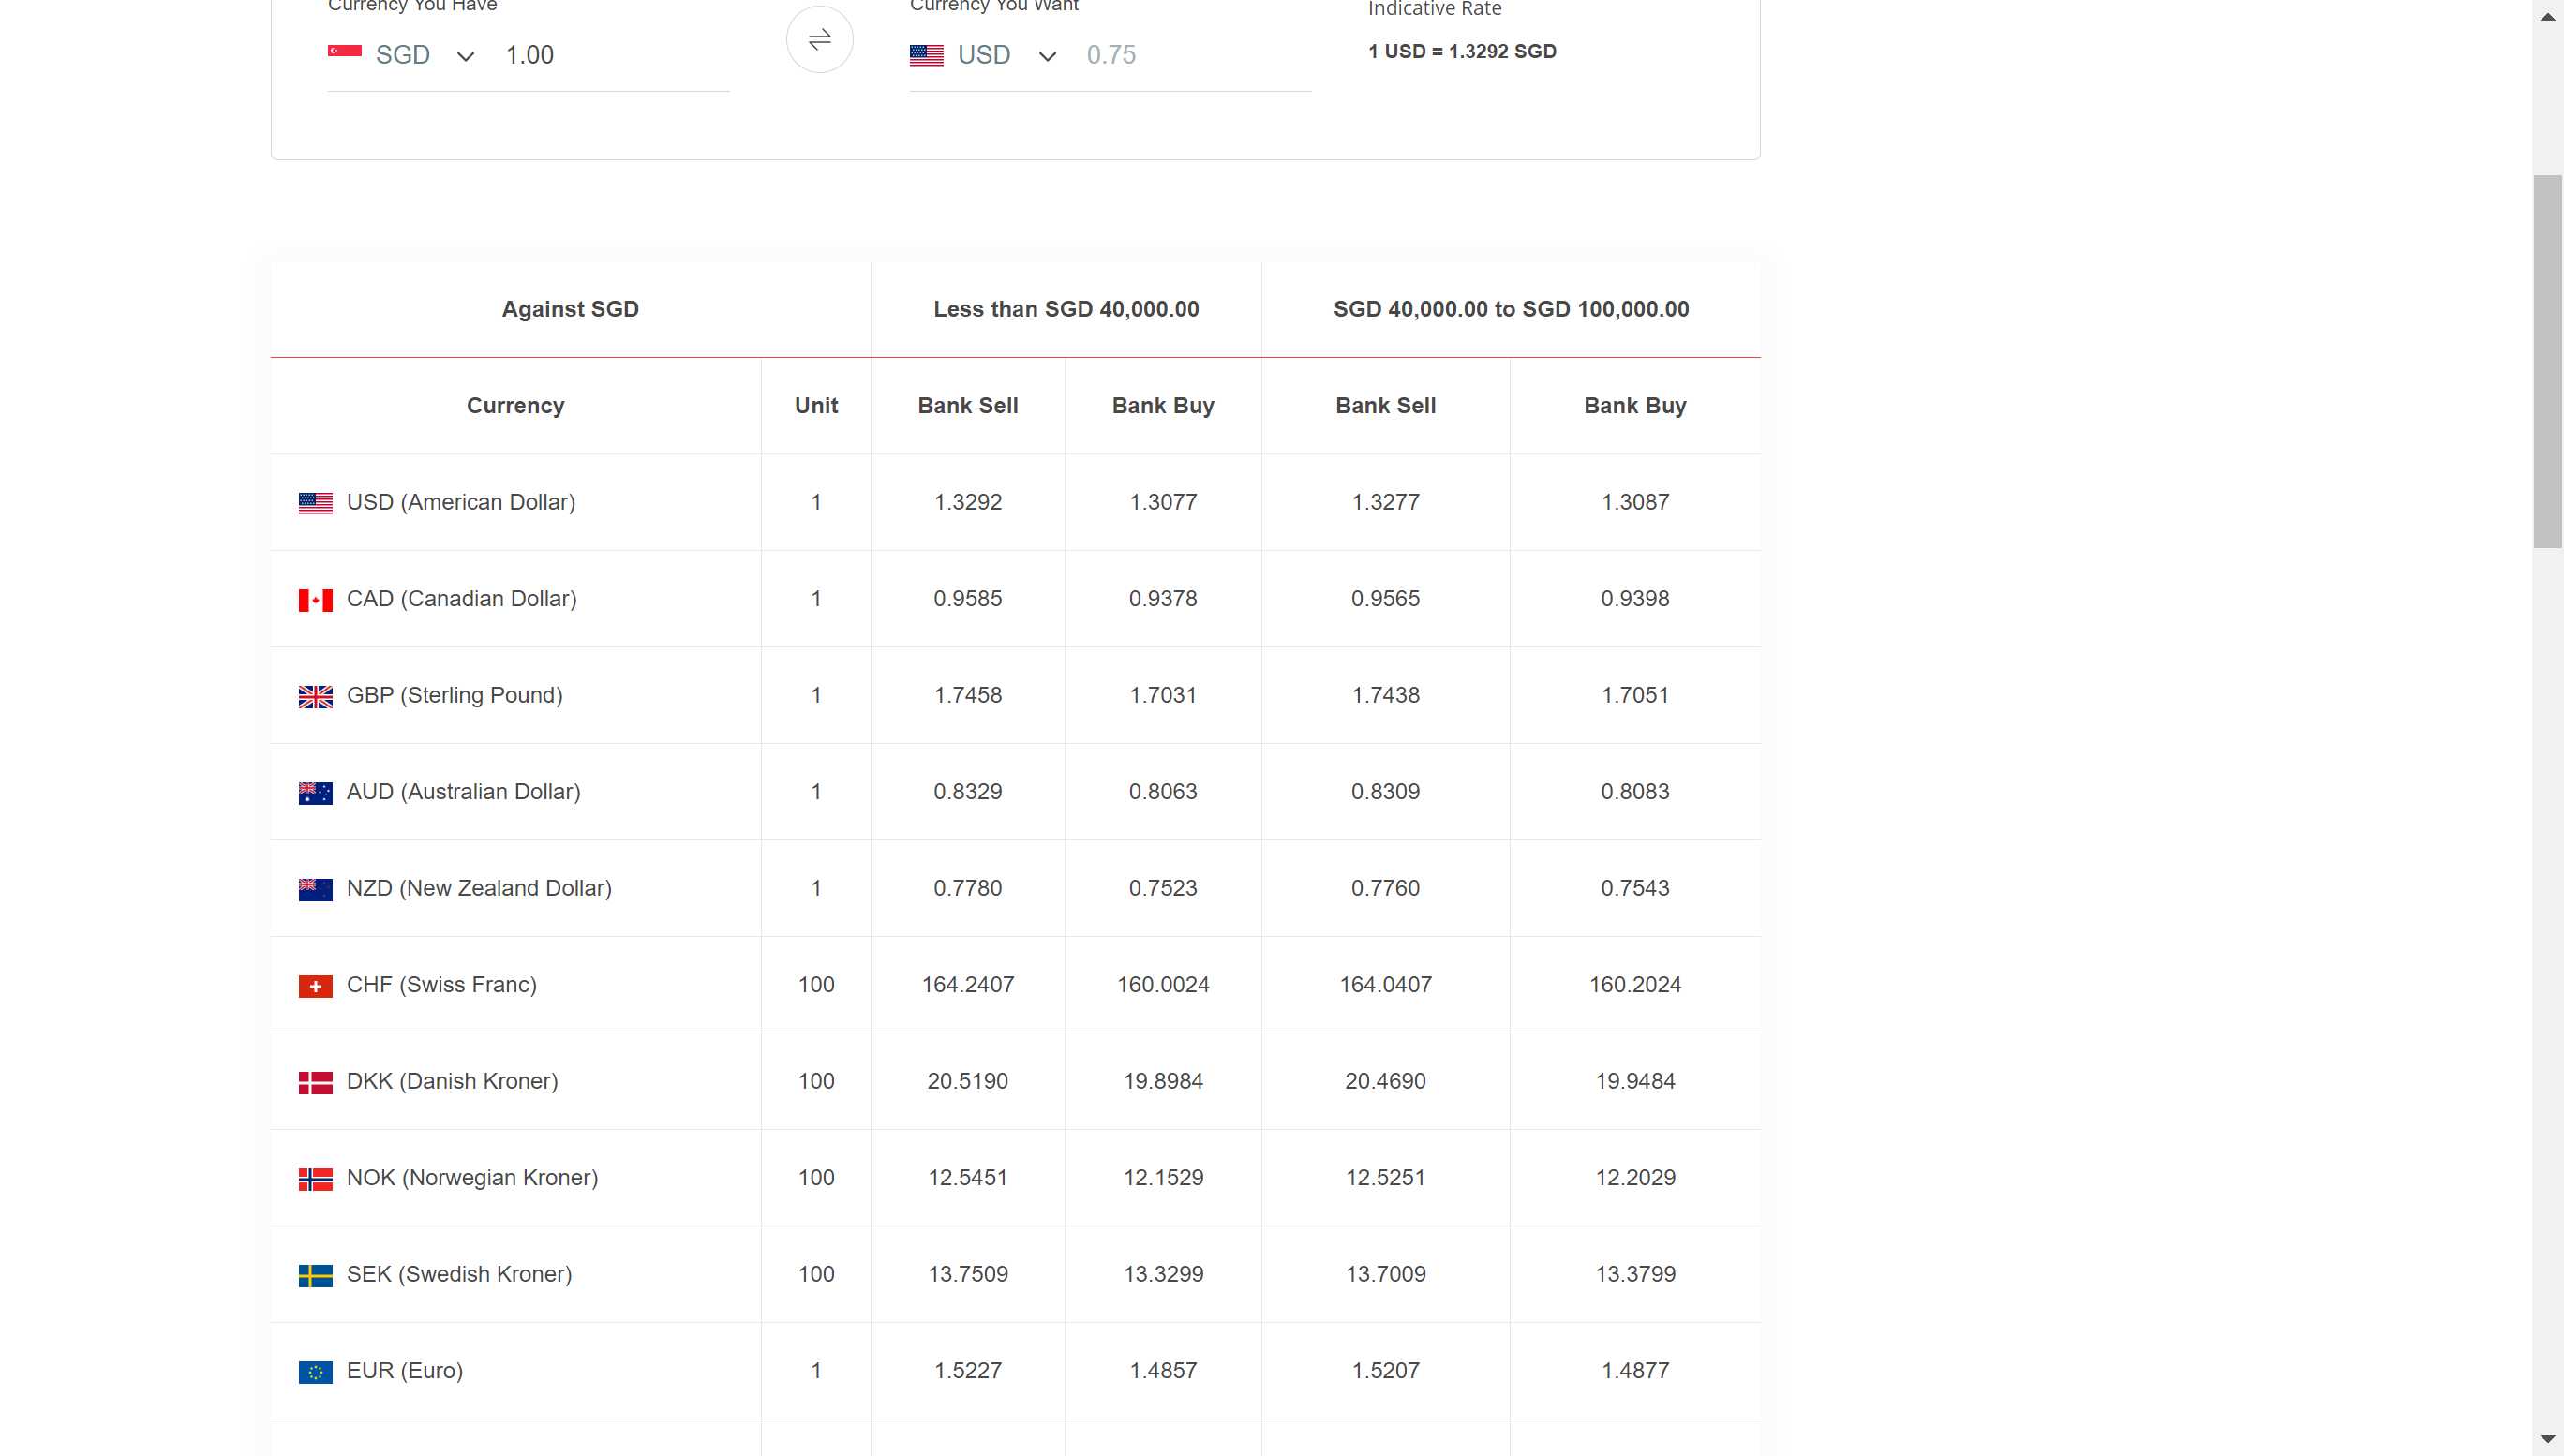 Currency You Have
Currency You Want
Indicative Rate
SGD 1.00
USD 0.75
1 USD = 1.3292 SGD
Against SGD Less than SGD 40,000.00 SGD 40,000.00 to SGD 100,000.00
Currency Unit Bank Sell Bank Buy Bank Sell Bank Buy
USD (American Dollar) 1 1.3292 1.3077 1.3277 1.3087
CAD (Canadian Dollar) 1 0.9585 0.9378 0.9565 0.9398
GBP (Sterling Pound) 1 1.7458 1.7031 1.7438 1.7051
AUD (Australian Dollar) 1 0.8329 0.8063 0.8309 0.8083
NZD (New Zealand Dollar) 1 0.7780 0.7523 0.7760 0.7543
CHF (Swiss Franc) 100 164.2407 160.0024 164.0407 160.2024
DKK (Danish Kroner) 100 20.5190 19.8984 20.4690 19.9484
NOK (Norwegian Kroner) 100 12.5451 12.1529 12.5251 12.2029
SEK (Swedish Kroner) 100 13.7509 13.3299 13.7009 13.3799
EUR (Euro) 1 1.5227 1.4857 1.5207 1.4877